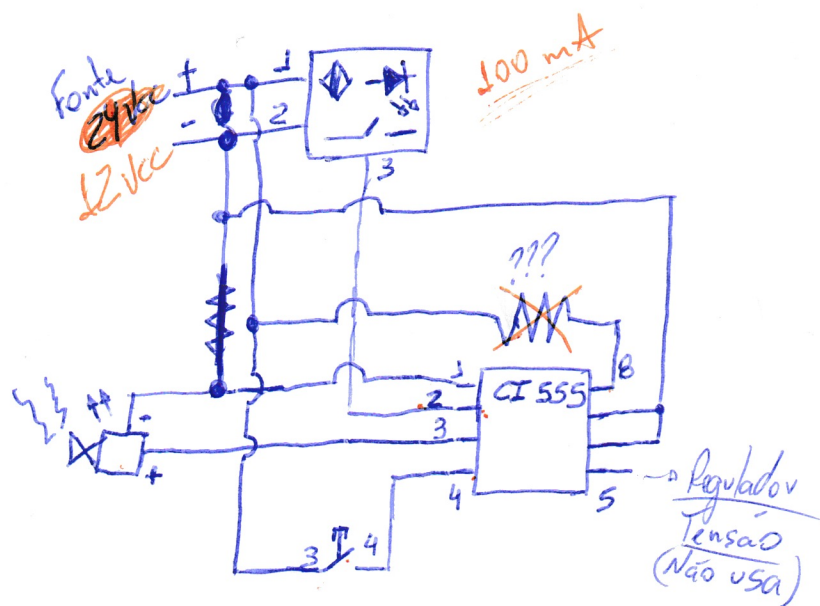 Fonte
+
24Vcc
-
12Vcc
1
2
3
100 mA
???
8
1
2
3
4
CI 555
5
→ Regulador
Tensão
(Não usa)
++
-
+
3
4